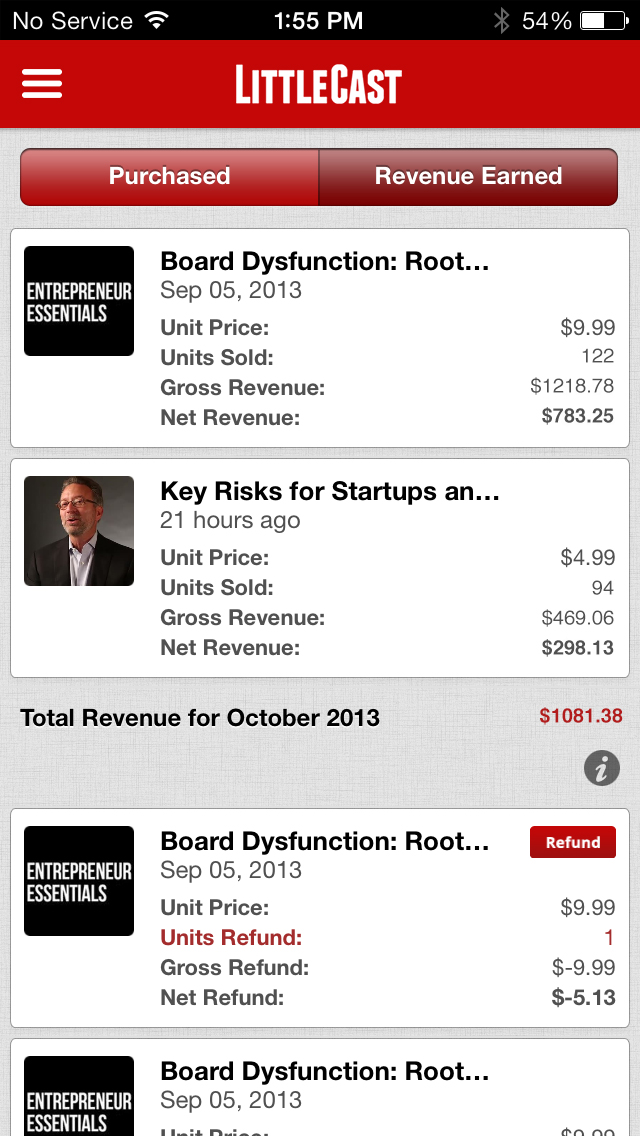 No Service 1:55 PM 54%
LITTLECAST
Purchased Revenue Earned
ENTREPRENEUR
ESSENTIALS
Board Dysfunction: Root...
Sep 05, 2013
Unit Price: $9.99
Units Sold: 122
Gross Revenue: $1218.78
Net Revenue: $783.25
Key Risks for Startups an...
21 hours ago
Unit Price: $4.99
Units Sold: 94
Gross Revenue: $469.06
Net Revenue: $298.13
Total Revenue for October 2013 $1081.38
i
ENTREPRENEUR
ESSENTIALS
Board Dysfunction: Root... Refund
Sep 05, 2013
Unit Price: $9.99
Units Refund: 1
Gross Refund: $-9.99
Net Refund: $-5.13
ENTREPRENEUR
ESSENTIALS
Board Dysfunction: Root...
Sep 05, 2013
Unit Price: $9.99